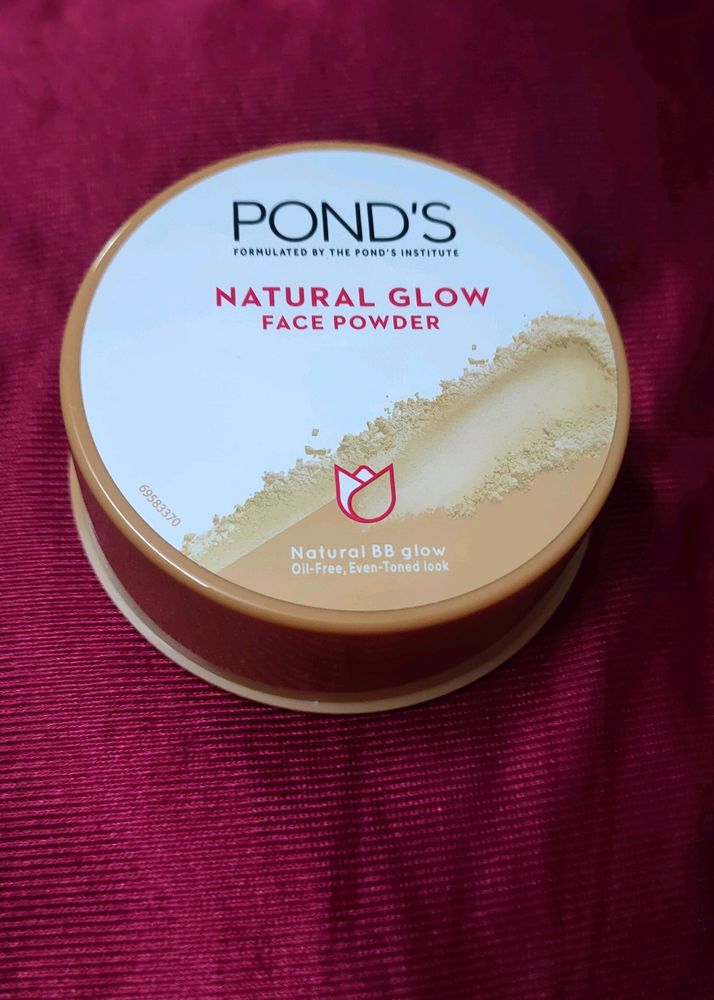 POND'S
FORMULATED BY THE POND'S INSTITUTE
NATURAL GLOW
FACE POWDER
69583370
Natural BB glow
Oil-Free, Even-Toned look